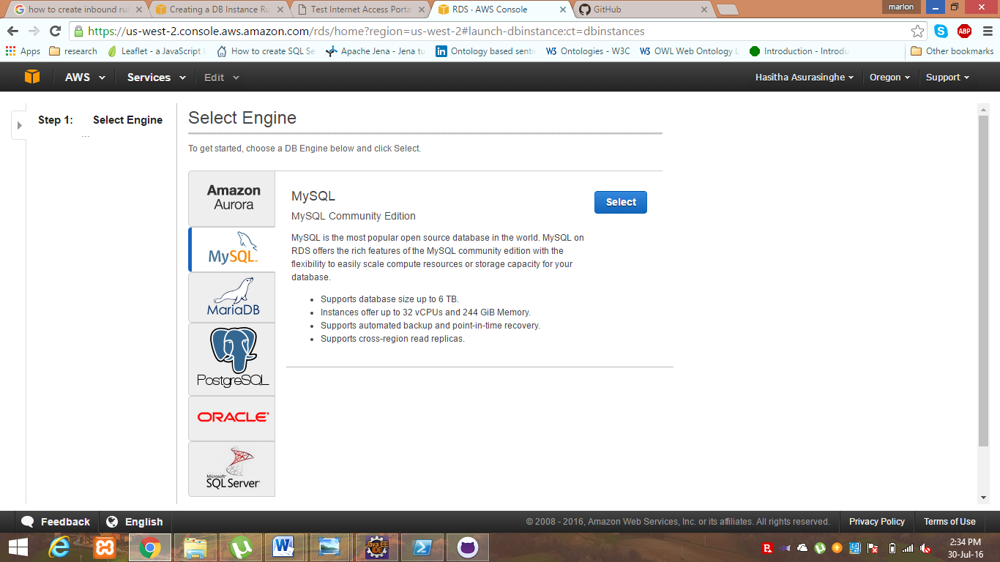 how to create inbound rul
Creating a DB Instance Ru
Test Internet Access Porta
RDS · AWS Console
GitHub
marlon
https://us-west-2.console.aws.amazon.com/rds/home?region=us-west-2#launch-dbinstance:ct=dbinstances
ABP
Apps
research
Leaflet - a JavaScript l
How to create SQL Se
Apache Jena - Jena tu
Ontology based senti
W3 Ontologies - W3C
W3 OWL Web Ontology L
Introduction - Introdu
Other bookmarks
AWS
Services
Edit
Hasitha Asurasinghe
Oregon
Support
Step 1: Select Engine
...
Select Engine
To get started, choose a DB Engine below and click Select.
Amazon
Aurora
MySQL
MariaDB
PostgreSQL
ORACLE
Microsoft
SQL Server
MySQL
Select
MySQL Community Edition
MySQL is the most popular open source database in the world. MySQL on
RDS offers the rich features of the MySQL community edition with the
flexibility to easily scale compute resources or storage capacity for your
database.
• Supports database size up to 6 TB.
• Instances offer up to 32 vCPUs and 244 GiB Memory.
• Supports automated backup and point-in-time recovery.
• Supports cross-region read replicas.
Feedback
English
© 2008 - 2016, Amazon Web Services, Inc. or its affiliates. All rights reserved.
Privacy Policy
Terms of Use
Java EE
IDE
2:34 PM
30-Jul-16